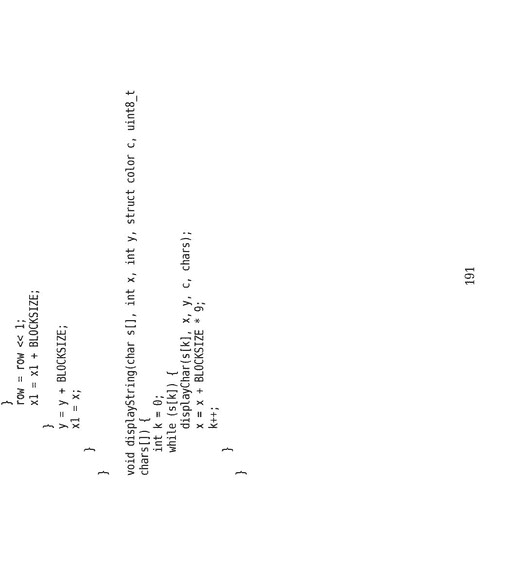 }
row = row << 1;
x1 = x1 + BLOCKSIZE;
}
y = y + BLOCKSIZE;
x1 = x;
}
}
void displayString(char s[], int x, int y, struct color c, uint8_t
chars[]) {
int k = 0;
while (s[k]) {
displayChar(s[k], x, y, c, chars);
x = x + BLOCKSIZE * 9;
k++;
}
}
191